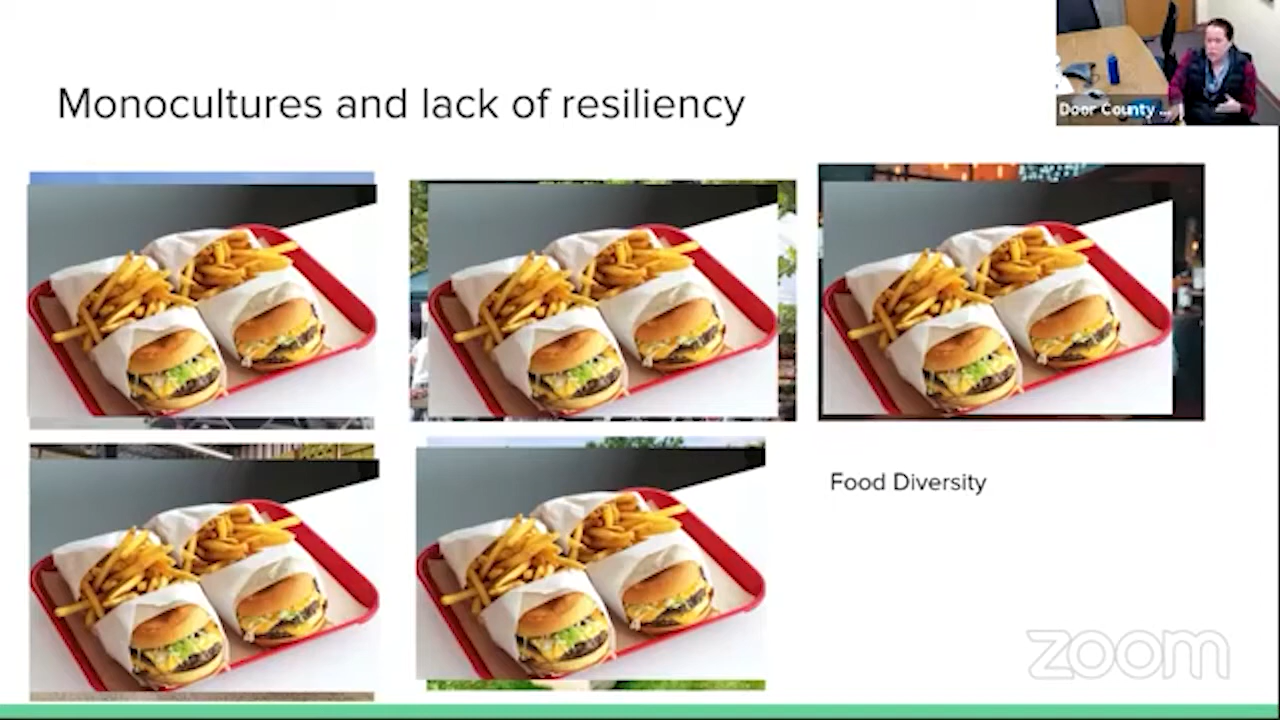 Monocultures and lack of resiliency
Door County ...
Food Diversity
zoom